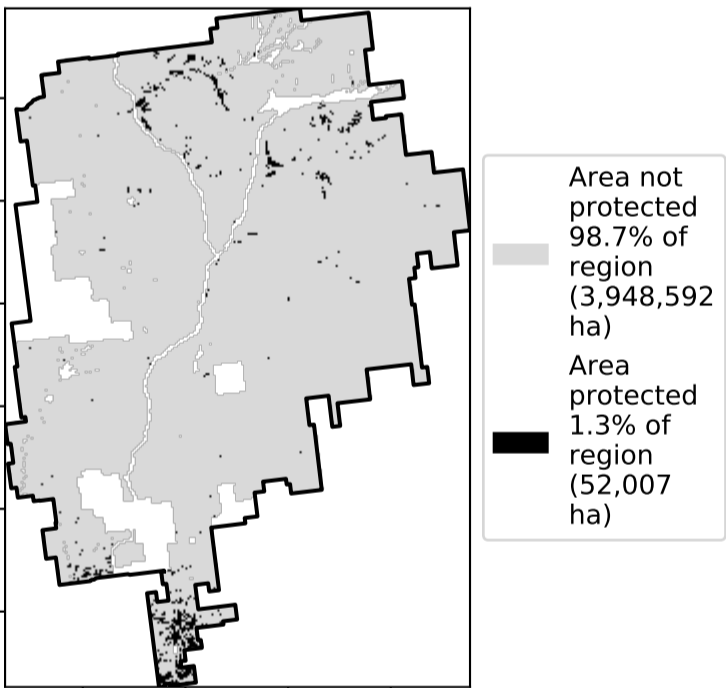 Area not
protected
98.7% of
region
(3,948,592
ha)
Area
protected
1.3% of
region
(52,007
ha)